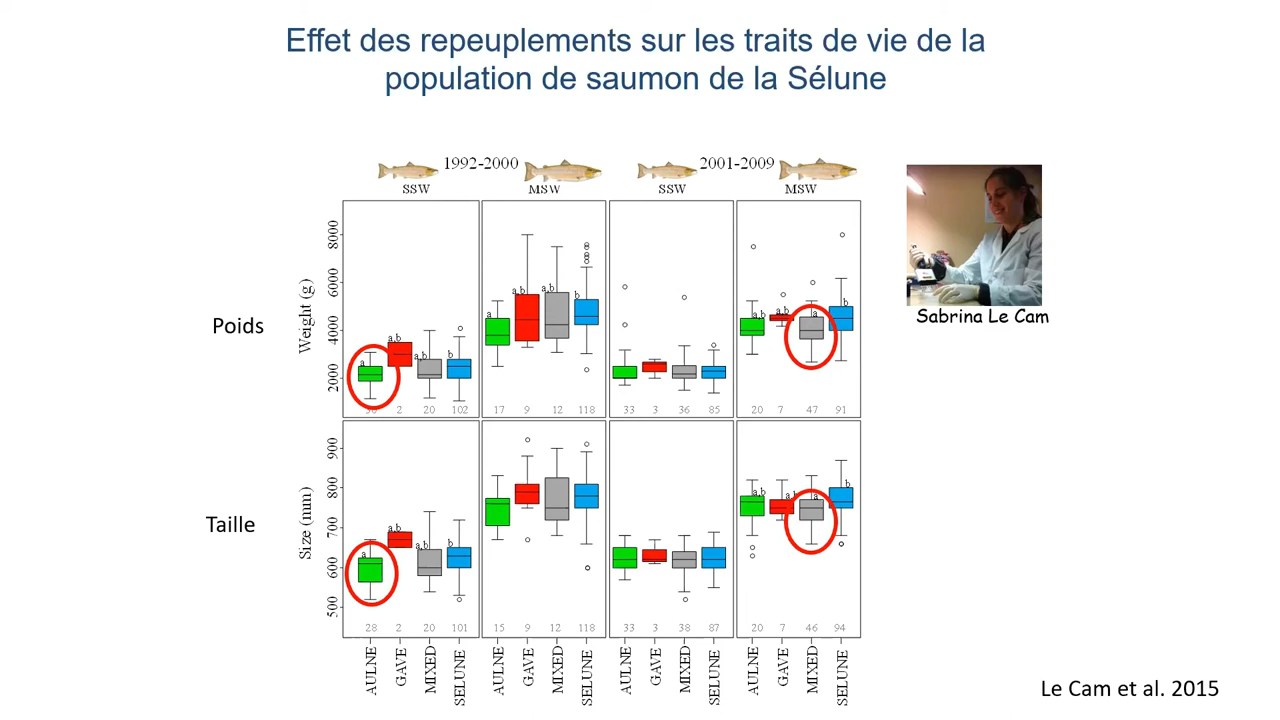 Effet des repeuplements sur les traits de vie de la
population de saumon de la Sélune
1992-2000
2001-2009
SSW MSW SSW MSW
Poids
Weight (g)
8000
6000
4000
2000
a a,b a,b b
a a,b a,b b
a,b a,b a b
2 20 102
17 9 12 118
33 3 36 85
20 7 47 91
Sabrina Le Cam
Taille
Size (mm)
900
800
700
600
500
a a,b a,b b
a,b a,b a b
28 2 20 101
15 9 12 118
33 3 38 87
20 7 46 94
AULNE GAVE MIXED SELUNE
AULNE GAVE MIXED SELUNE
AULNE GAVE MIXED SELUNE
AULNE GAVE MIXED SELUNE
Le Cam et al. 2015